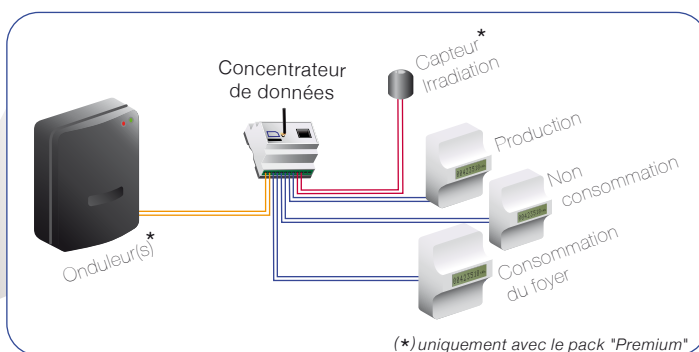 Concentrateur
de données
Capteur*
Irradiation
Production
Non
consommation
Onduleur(s)*
Consommation
du foyer
(*)uniquement avec le pack "Premium"